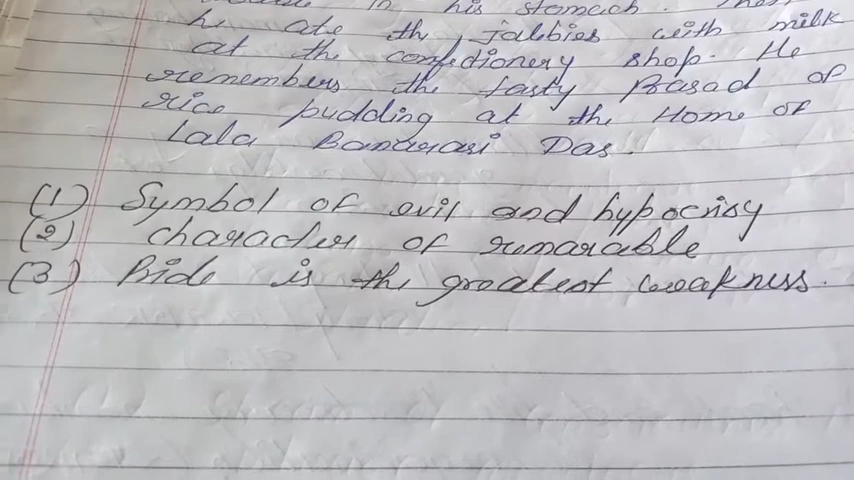 in his stomach.
he ate the jalebies with milk
at the confectionery shop. He
remembers the tasty Prasad of
rice pudding at the Home of
Lala Banarasi Das.
(1) Symbol of evil and hypocrisy
(2) character of remarable
(3) Pride is the greatest weakness.